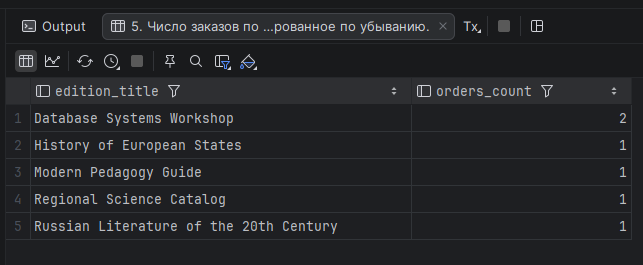 Output
5. Число заказов по ...рованное по убыванию.
Tx
edition_title orders_count
1 Database Systems Workshop 2
2 History of European States 1
3 Modern Pedagogy Guide 1
4 Regional Science Catalog 1
5 Russian Literature of the 20th Century 1